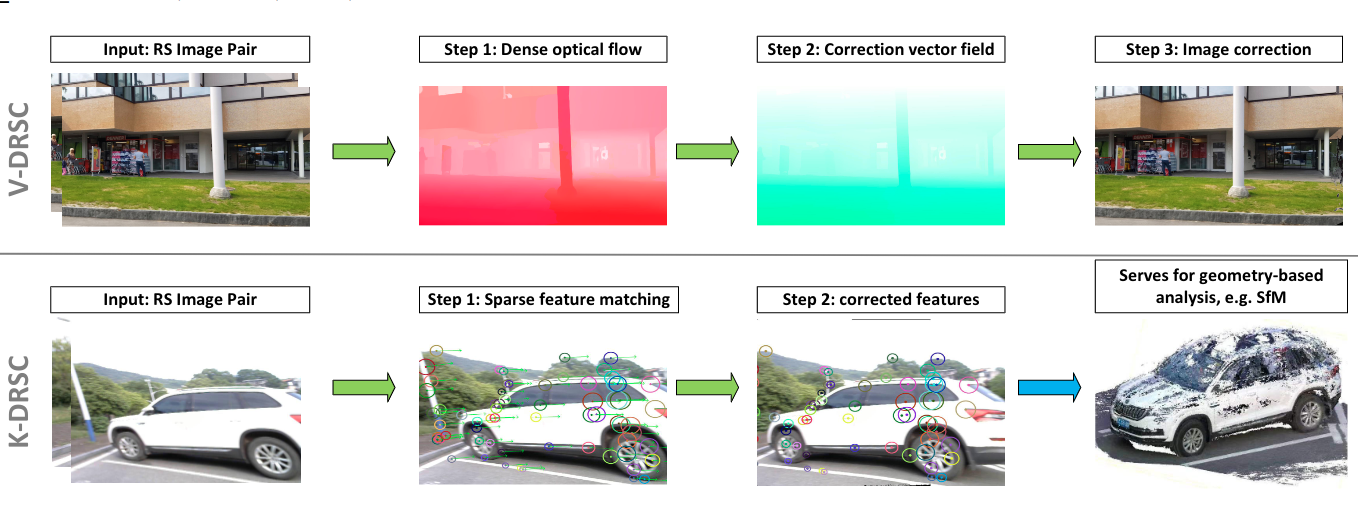 V-DRSC
Input: RS Image Pair
Step 1: Dense optical flow
Step 2: Correction vector field
Step 3: Image correction
K-DRSC
Input: RS Image Pair
Step 1: Sparse feature matching
Step 2: corrected features
Serves for geometry-based
analysis, e.g. SfM